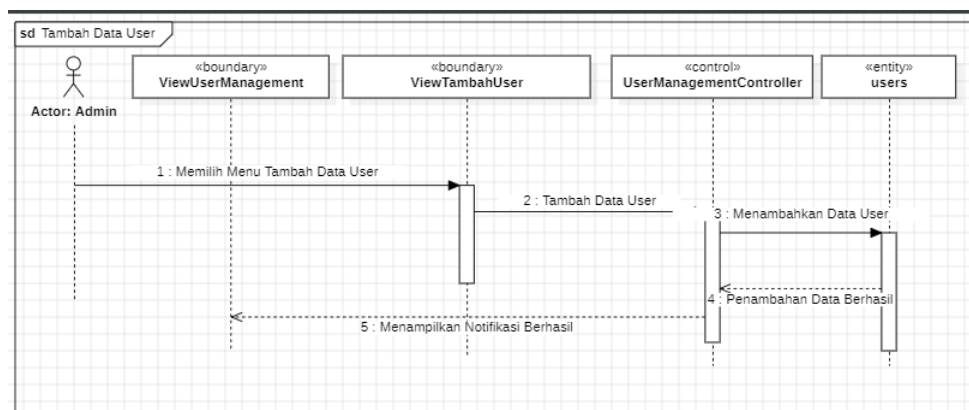 sd Tambah Data User
«boundary»
ViewUserManagement
«boundary»
ViewTambahUser
«control»
UserManagementController
«entity»
users
Actor: Admin
1 : Memilih Menu Tambah Data User
2 : Tambah Data User
3 : Menambahkan Data User
4 : Penambahan Data Berhasil
5 : Menampilkan Notifikasi Berhasil